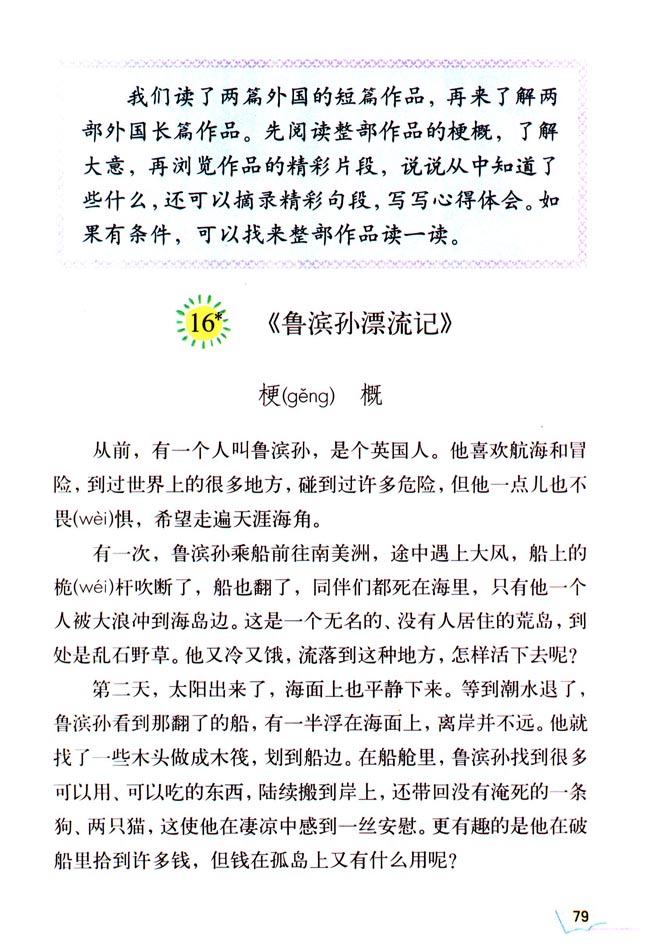 我们读了两篇外国的短篇作品，再来了解两
部外国长篇作品。先阅读整部作品的梗概，了解
大意，再浏览作品的精彩片段，说说从中知道了
些什么，还可以摘录精彩句段，写写心得体会。如
果有条件，可以找来整部作品读一读。
16* 《鲁滨孙漂流记》
梗(gěng) 概
从前，有一个人叫鲁滨孙，是个英国人。他喜欢航海和冒
险，到过世界上的很多地方，碰到过许多危险，但他一点儿也不
畏(wèi)惧，希望走遍天涯海角。
有一次，鲁滨孙乘船前往南美洲，途中遇上大风，船上的
桅(wéi)杆吹断了，船也翻了，同伴们都死在海里，只有他一个
人被大浪冲到海岛边。这是一个无名的、没有人居住的荒岛，到
处是乱石野草。他又冷又饿，流落到这种地方，怎样活下去呢？
第二天，太阳出来了，海面上也平静下来。等到潮水退了，
鲁滨孙看到那翻了的船，有一半浮在海面上，离岸并不远。他就
找了一些木头做成木筏，划到船边。在船舱里，鲁滨孙找到很多
可以用、可以吃的东西，陆续搬到岸上，还带回没有淹死的一条
狗、两只猫，这使他在凄凉中感到一丝安慰。更有趣的是他在破
船里拾到许多钱，但钱在孤岛上又有什么用呢？
79